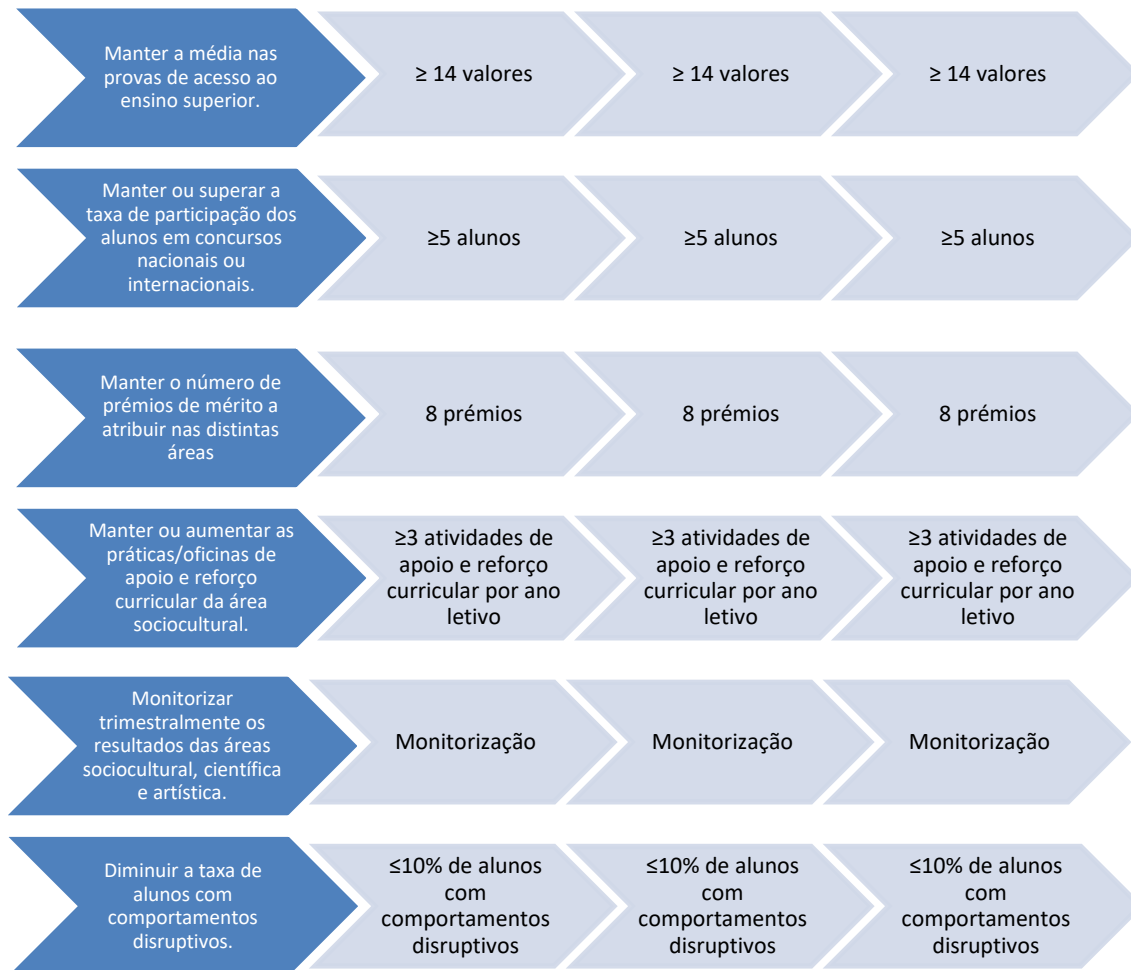 Manter a média nas
provas de acesso ao
ensino superior.
≥ 14 valores
≥ 14 valores
≥ 14 valores
Manter ou superar a
taxa de participação dos
alunos em concursos
nacionais ou
internacionais.
≥5 alunos
≥5 alunos
≥5 alunos
Manter o número de
prémios de mérito a
atribuir nas distintas
áreas
8 prémios
8 prémios
8 prémios
Manter ou aumentar as
práticas/oficinas de
apoio e reforço
curricular da área
sociocultural.
≥3 atividades de
apoio e reforço
curricular por ano
letivo
≥3 atividades de
apoio e reforço
curricular por ano
letivo
≥3 atividades de
apoio e reforço
curricular por ano
letivo
Monitorizar
trimestralmente os
resultados das áreas
sociocultural, científica
e artística.
Monitorização
Monitorização
Monitorização
Diminuir a taxa de
alunos com
comportamentos
disruptivos.
≤10% de alunos
com
comportamentos
disruptivos
≤10% de alunos
com
comportamentos
disruptivos
≤10% de alunos
com
comportamentos
disruptivos